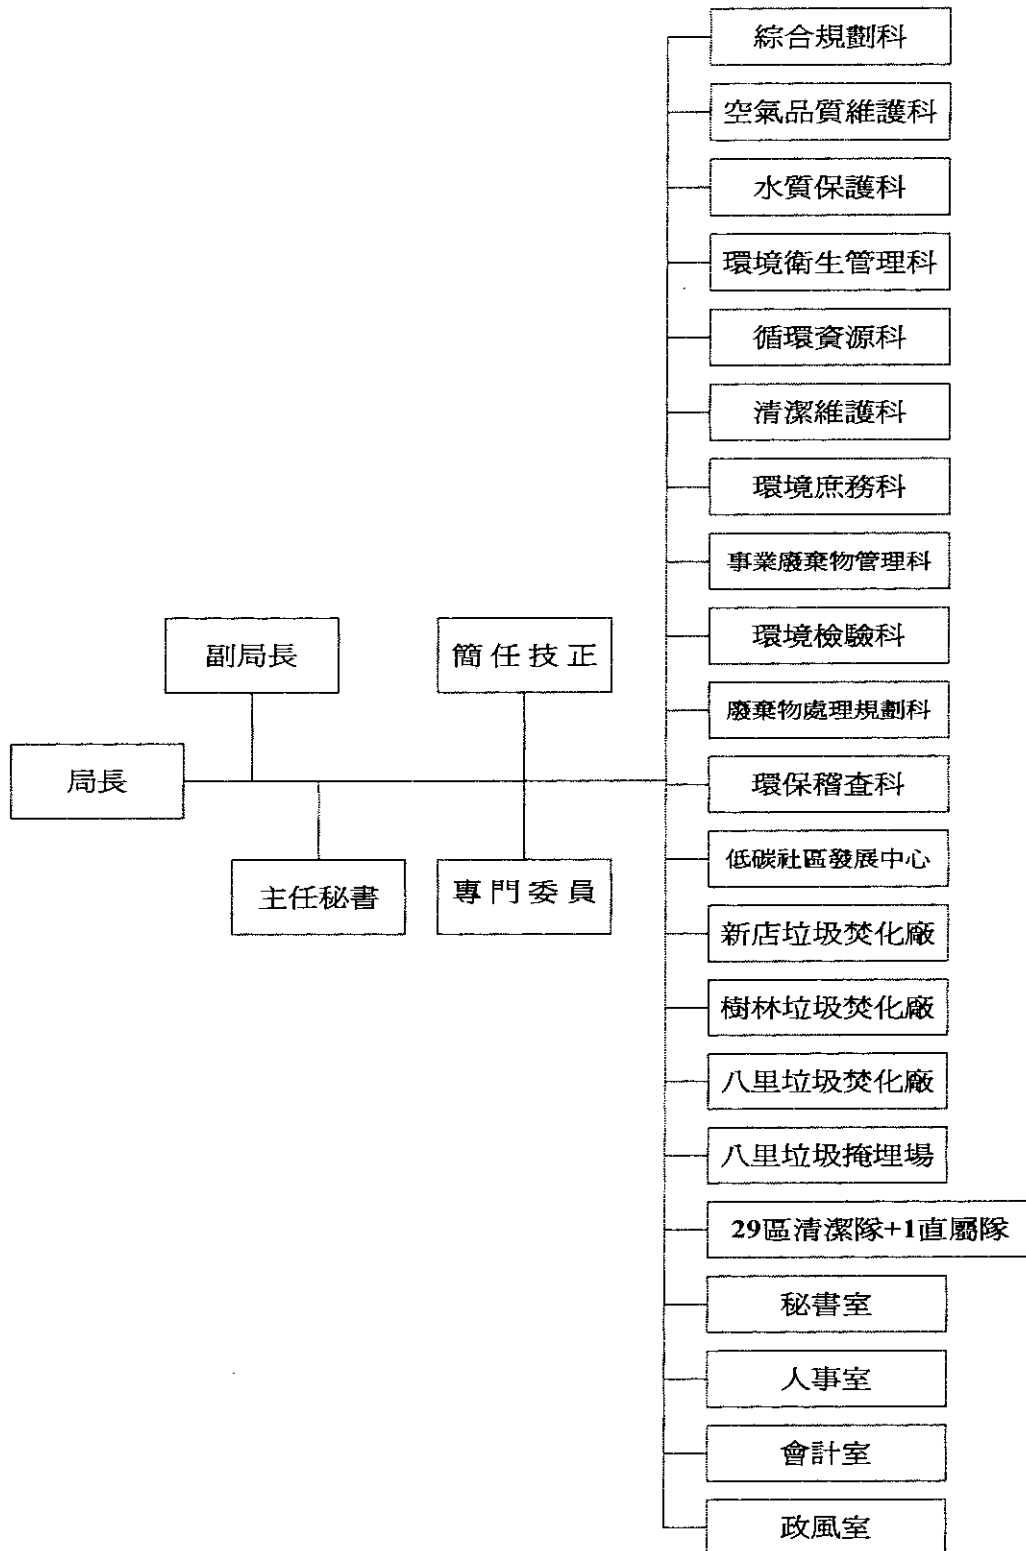 綜合規劃科
空氣品質維護科
水質保護科
環境衛生管理科
循環資源科
清潔維護科
環境庶務科
事業廢棄物管理科
環境檢驗科
廢棄物處理規劃科
環保稽查科
低碳社區發展中心
新店垃圾焚化廠
樹林垃圾焚化廠
八里垃圾焚化廠
八里垃圾掩埋場
29區清潔隊+1直屬隊
秘書室
人事室
會計室
政風室
副局長
簡任技正
局長
主任秘書
專門委員